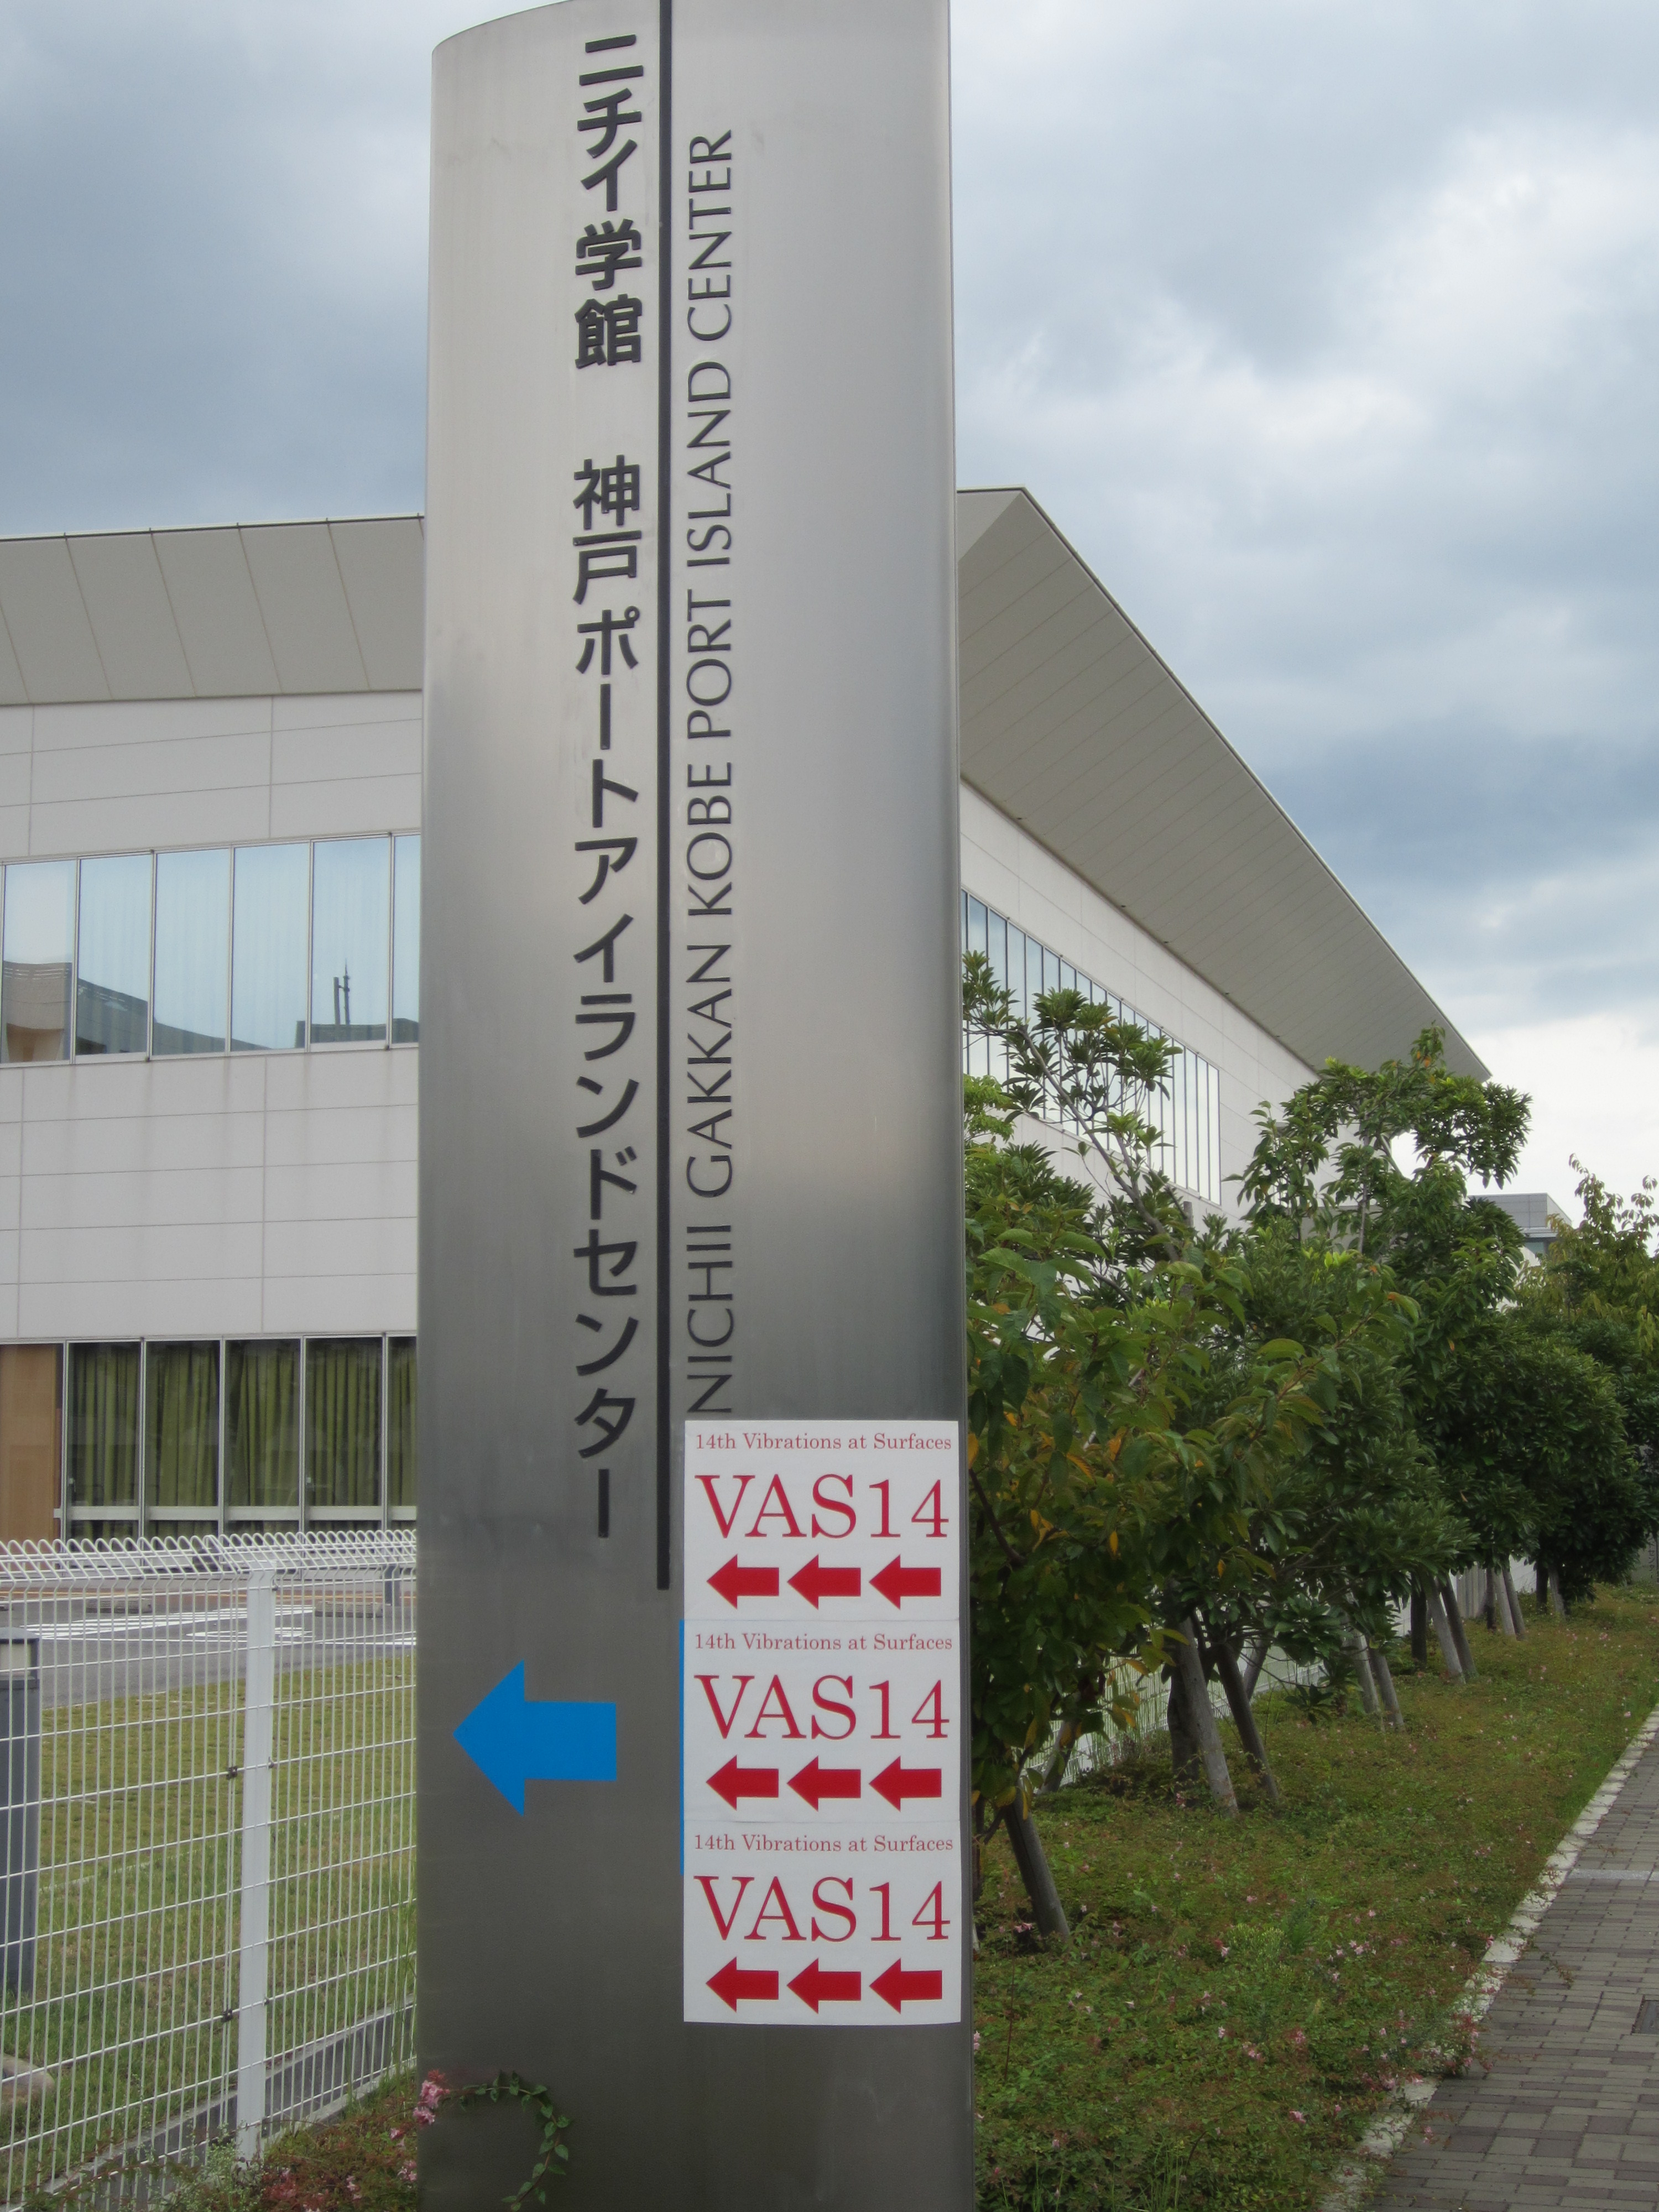 ニチイ学館 神戸ポートアイランドセンター
NICHII GAKKAN KOBE PORT ISLAND CENTER
14th Vibrations at Surfaces
VAS14
14th Vibrations at Surfaces
VAS14
14th Vibrations at Surfaces
VAS14